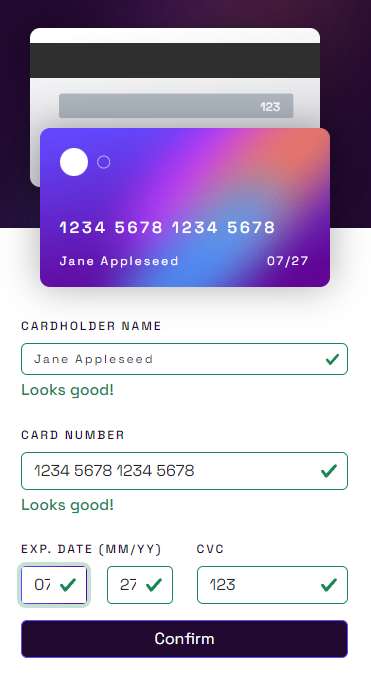 123
1234 5678 1234 5678
Jane Appleseed 07/27
CARDHOLDER NAME
Jane Appleseed
Looks good!
CARD NUMBER
1234 5678 1234 5678
Looks good!
EXP. DATE (MM/YY) CVC
07 27 123
Confirm